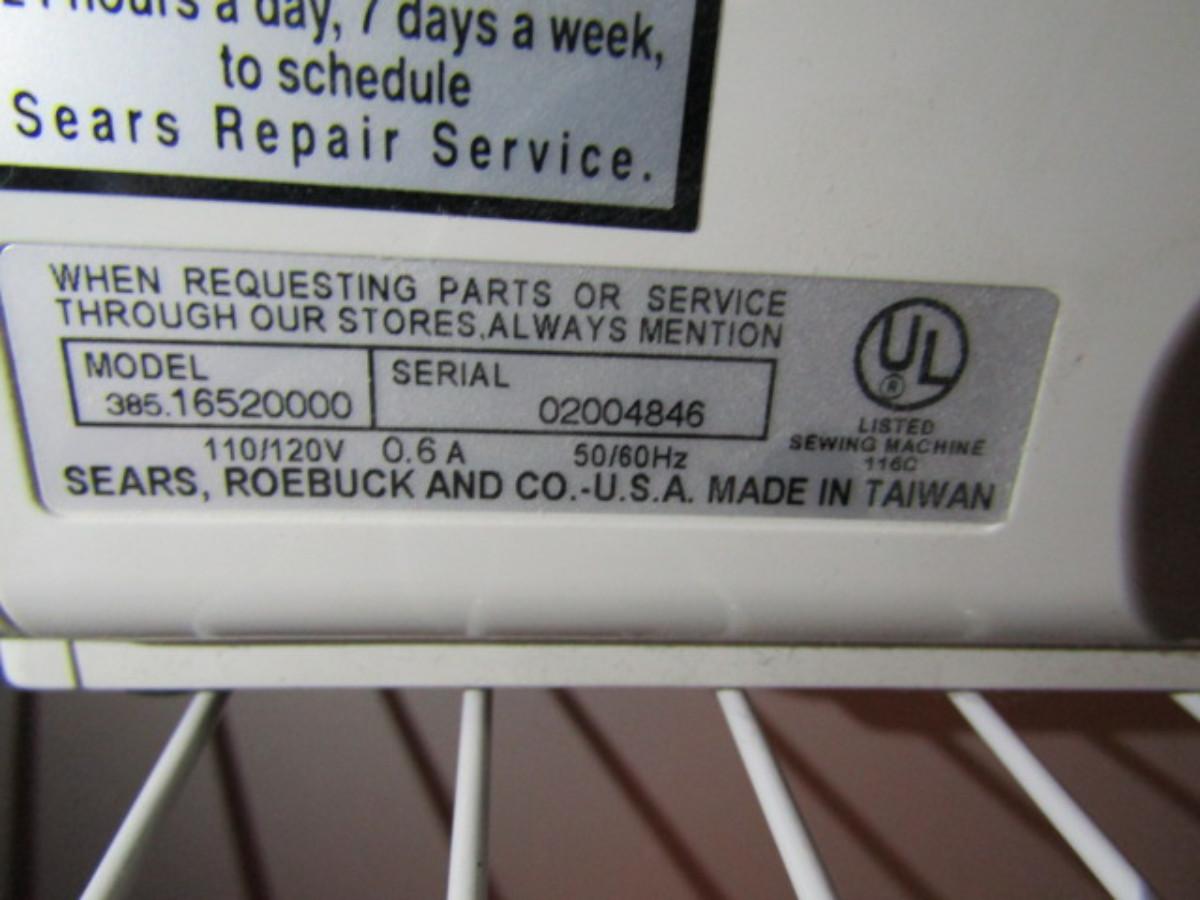 24 hours a day, 7 days a week,
to schedule
Sears Repair Service.
WHEN REQUESTING PARTS OR SERVICE
THROUGH OUR STORES, ALWAYS MENTION
MODEL
385.16520000
SERIAL
02004846
110/120V 0.6 A 50/60Hz
SEARS, ROEBUCK AND CO.-U.S.A. MADE IN TAIWAN
UL
®
LISTED
SEWING MACHINE
116C